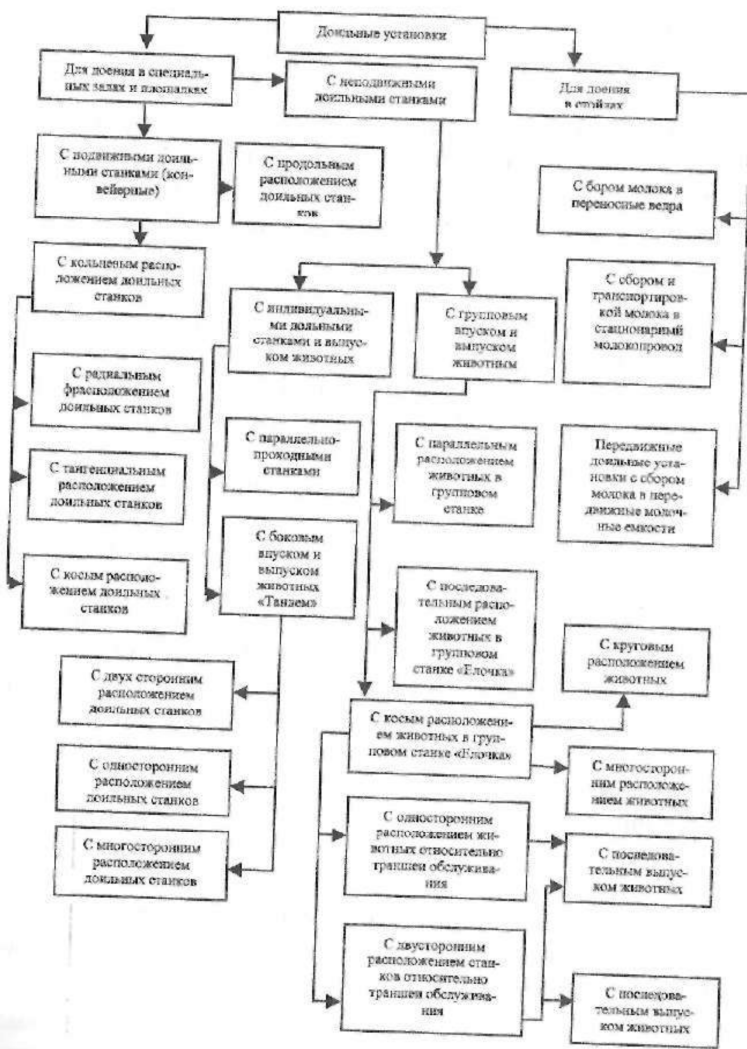 Доильные установки
Для доения в специаль-
ных залах и площадках
С неподвижными
доильными станками
Для доения
в стойлах
С подвижными доиль-
ными станками (кон-
вейерные)
С продольным
расположением
доильных стан-
ков
С бором молока в
переносные ведра
С кольцевым распо-
ложением доильных
станков
С индивидуальны-
ми дольными
станками и выпус-
ком животных
С групповым
впуском и
выпуском
животным
С сбором и
транспортиров-
кой молока в
стационарный
молокопровод
С радиальным
фрасположением
доильных станков
С параллельно-
проходными
станками
С параллельным
расположением
животных в
групповом
станке
Передвижные
доильные уста-
новки с сбором
молока в пере-
движные молоч-
ные емкости
С тангенциальным
расположением
доильных станков
С боковым
впуском и
выпуском
животных
«Тандем»
С косым располо-
жением доильных
станков
С последова-
тельным распо-
ложением
животных в
групповом
станке «Елочка»
С круговым
расположением
животных
С двух сторонним
расположением
доильных станков
С косым расположени-
ем животных в груп-
повом станке «Елочка»
С односторонним
расположением
доильных станков
С многосторон-
ним расположе-
нием животных
С многосторонним
расположением
доильных станков
С односторонним
расположением жи-
вотных относительно
траншеи обслужива-
ния
С последова-
тельным выпус-
ком животных
С двусторонним
расположением стан-
ков относительно
траншеи обслужива-
ния
С последова-
тельным выпус-
ком животных